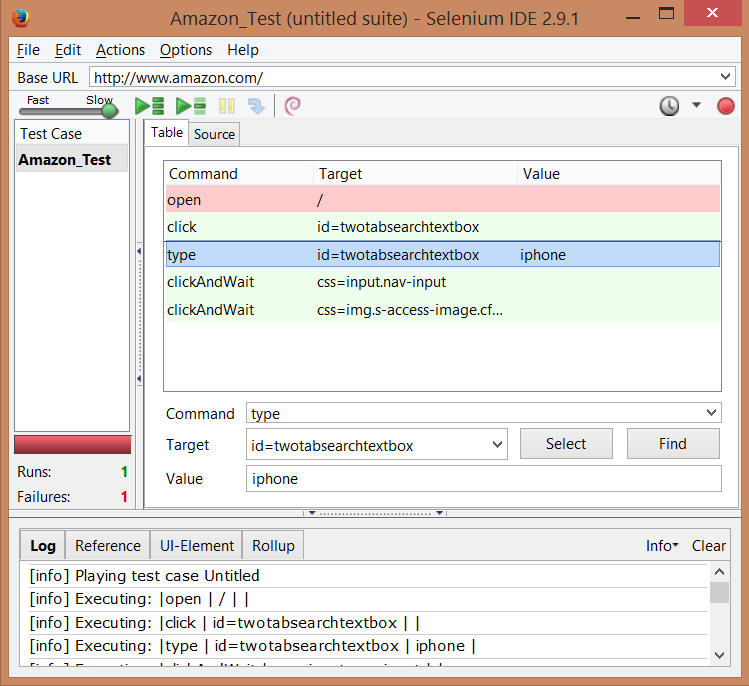 Amazon_Test (untitled suite) - Selenium IDE 2.9.1
File Edit Actions Options Help
Base URL http://www.amazon.com/
Fast Slow
Test Case
Amazon_Test
Table Source
Command Target Value
open /
click id=twotabsearchtextbox
type id=twotabsearchtextbox iphone
clickAndWait css=input.nav-input
clickAndWait css=img.s-access-image.cf...
Command type
Target id=twotabsearchtextbox Select Find
Value iphone
Runs: 1
Failures: 1
Log Reference UI-Element Rollup Info Clear
[info] Playing test case Untitled
[info] Executing: |open | / | |
[info] Executing: |click | id=twotabsearchtextbox | |
[info] Executing: |type | id=twotabsearchtextbox | iphone |